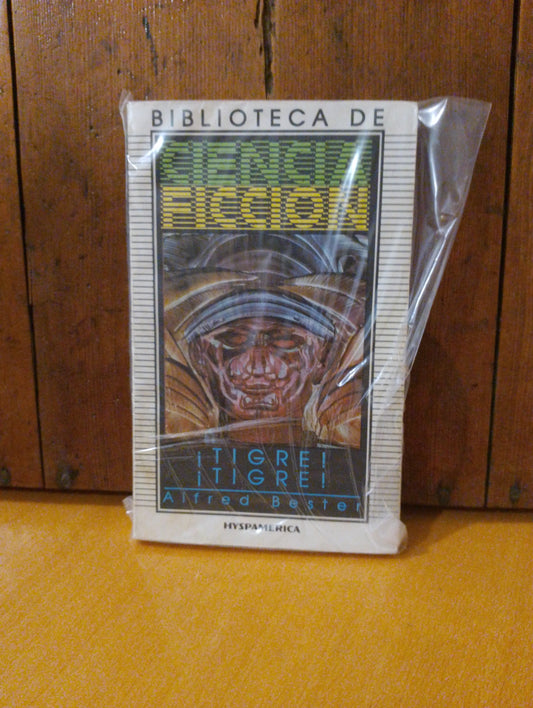 BIBLIOTECA DE
CIENCIA
FICCION
¡TIGRE!
¡TIGRE!
Alfred Bester
HYSPAMERICA